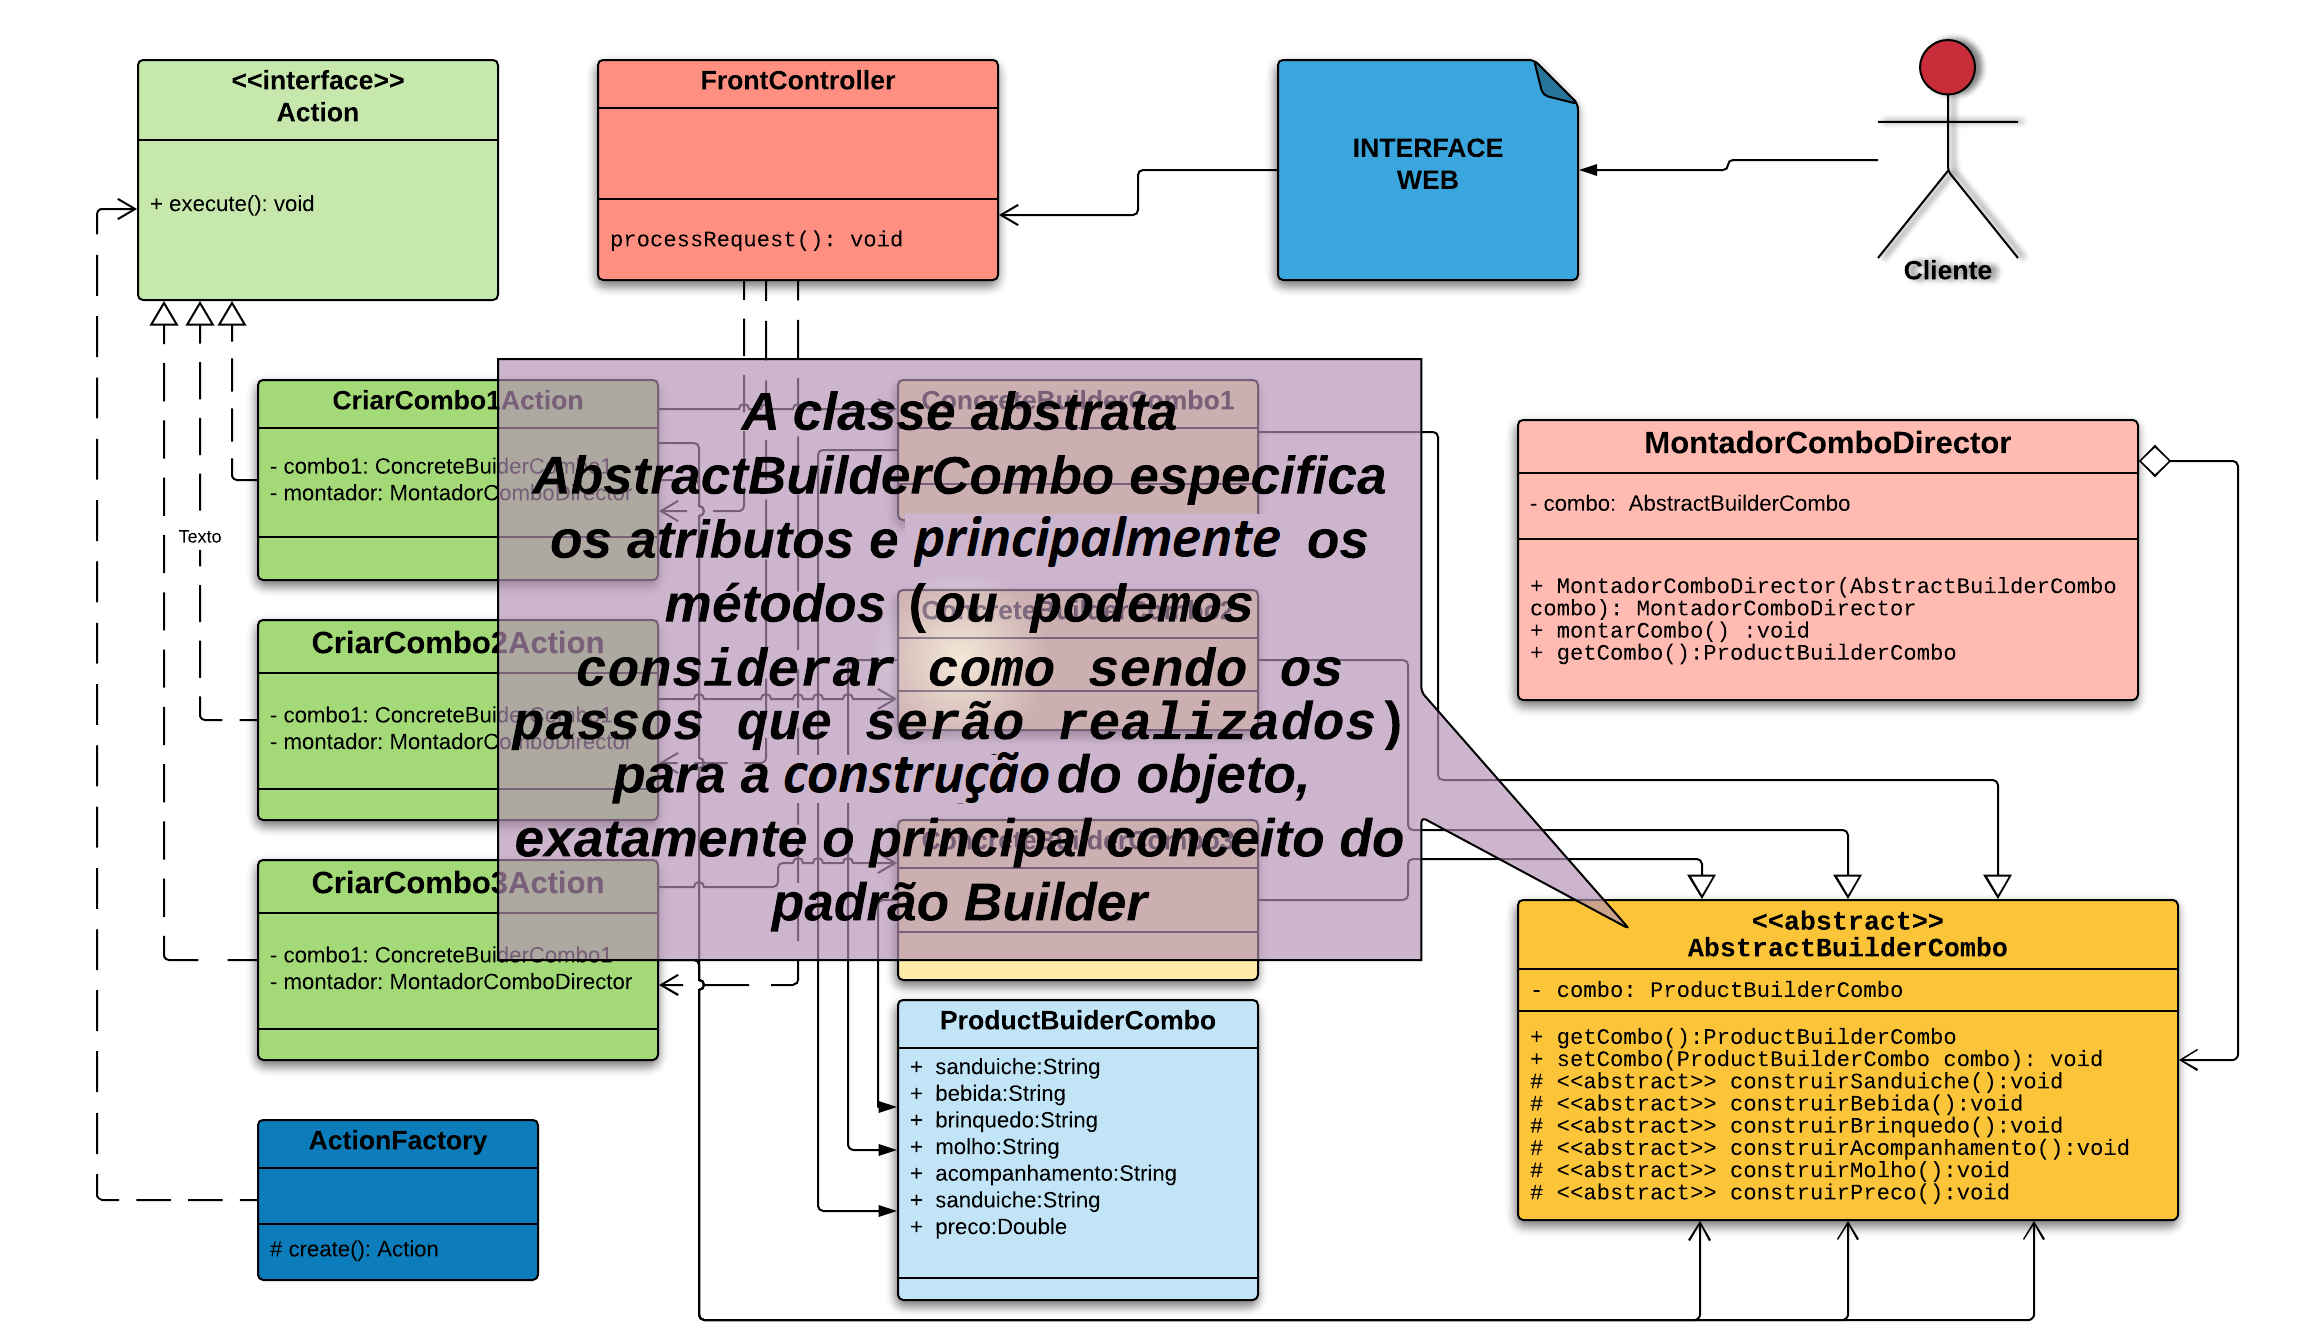 <<interface>>
Action
+ execute(): void
FrontController
processRequest(): void
INTERFACE
WEB
Cliente
CriarCombo1Action
- combo1: ConcreteBuiderCombo1
- montador: MontadorComboDirector
Texto
CriarCombo2Action
- combo1: ConcreteBuiderCombo1
- montador: MontadorComboDirector
CriarCombo3Action
- combo1: ConcreteBuiderCombo1
- montador: MontadorComboDirector
ActionFactory
# create(): Action
ConcreteBuilderCombo1
ConcreteBuilderCombo2
ConcreteBuilderCombo3
A classe abstrata
AbstractBuilderCombo especifica
os atributos e principalmente os
métodos (ou podemos
considerar como sendo os
passos que serão realizados)
para a construção do objeto,
exatamente o principal conceito do
padrão Builder
ProductBuiderCombo
+ sanduiche:String
+ bebida:String
+ brinquedo:String
+ molho:String
+ acompanhamento:String
+ sanduiche:String
+ preco:Double
MontadorComboDirector
- combo: AbstractBuilderCombo
+ MontadorComboDirector(AbstractBuilderCombo
combo): MontadorComboDirector
+ montarCombo() :void
+ getCombo():ProductBuilderCombo
<<abstract>>
AbstractBuilderCombo
- combo: ProductBuilderCombo
+ getCombo():ProductBuilderCombo
+ setCombo(ProductBuilderCombo combo): void
# <<abstract>> construirSanduiche():void
# <<abstract>> construirBebida():void
# <<abstract>> construirBrinquedo():void
# <<abstract>> construirAcompanhamento():void
# <<abstract>> construirMolho():void
# <<abstract>> construirPreco():void